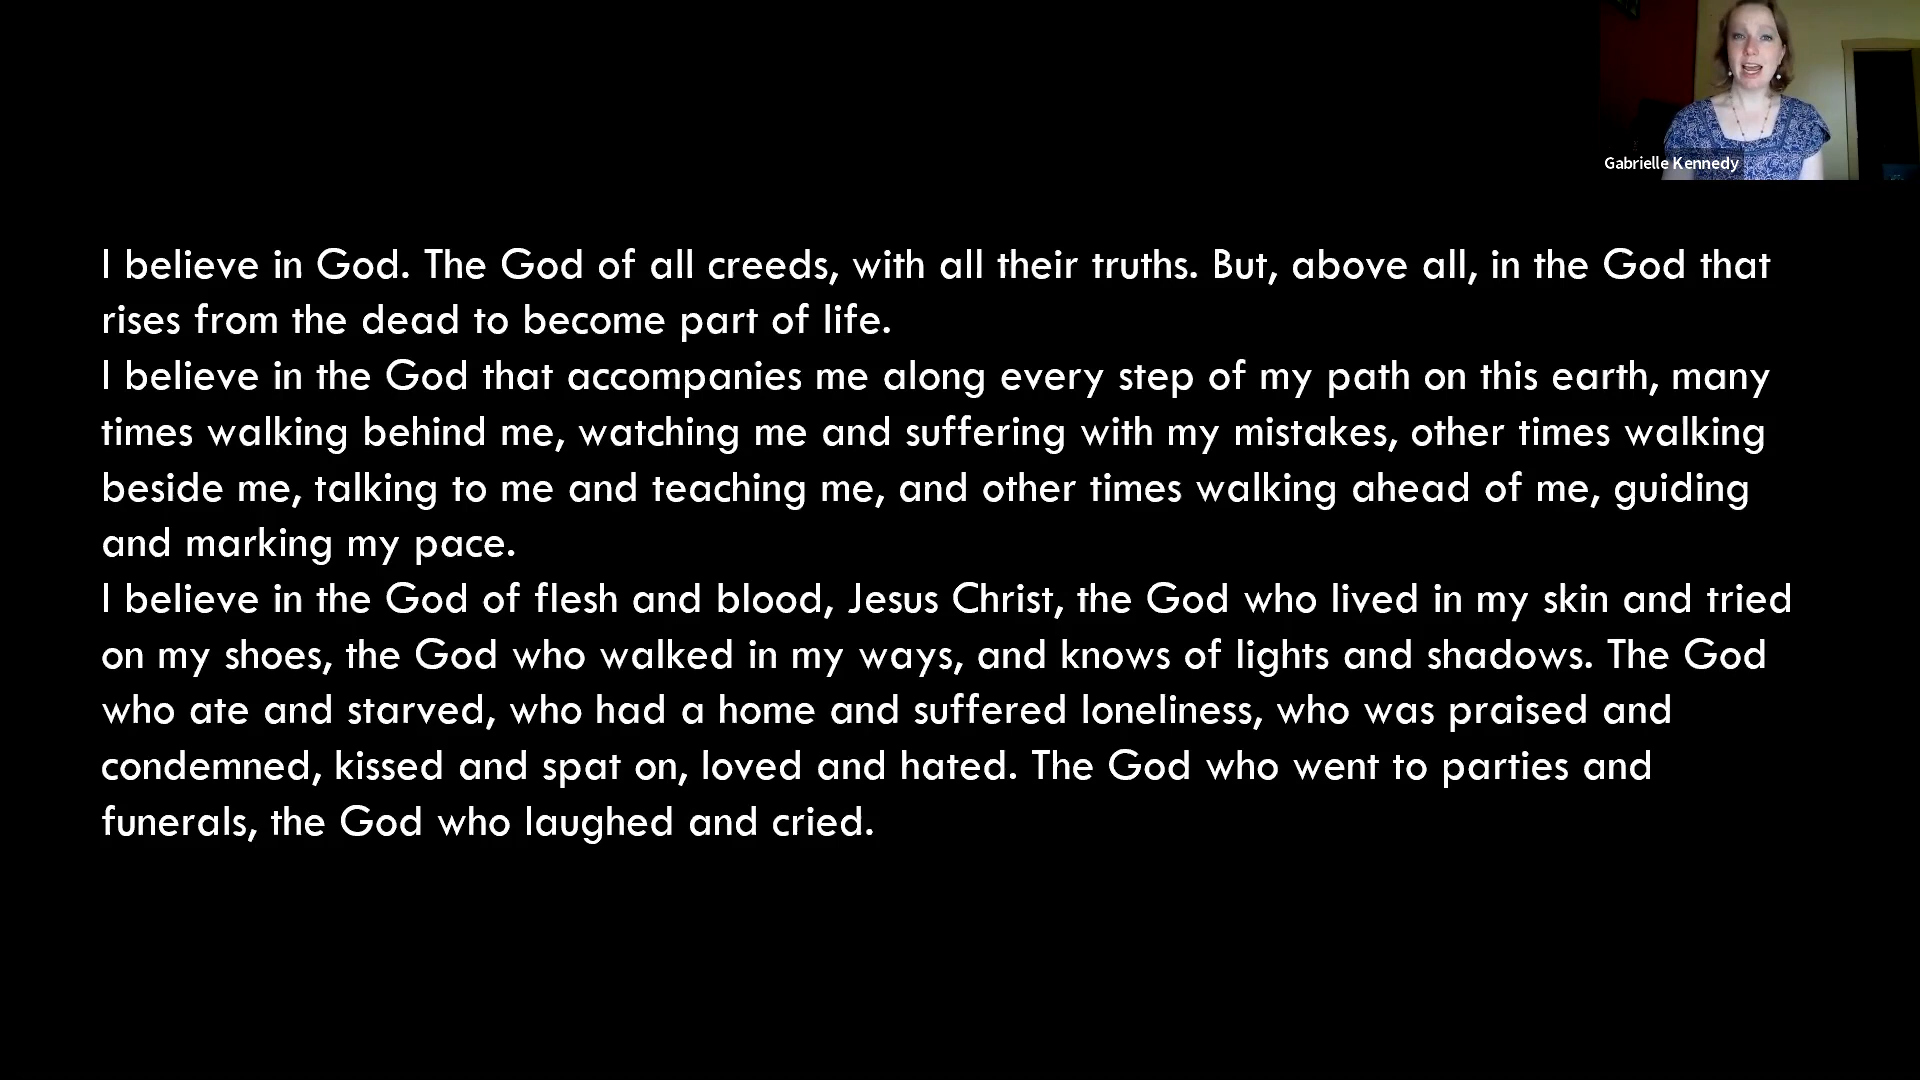 Gabrielle Kennedy
I believe in God. The God of all creeds, with all their truths. But, above all, in the God that
rises from the dead to become part of life.
I believe in the God that accompanies me along every step of my path on this earth, many
times walking behind me, watching me and suffering with my mistakes, other times walking
beside me, talking to me and teaching me, and other times walking ahead of me, guiding
and marking my pace.
I believe in the God of flesh and blood, Jesus Christ, the God who lived in my skin and tried
on my shoes, the God who walked in my ways, and knows of lights and shadows. The God
who ate and starved, who had a home and suffered loneliness, who was praised and
condemned, kissed and spat on, loved and hated. The God who went to parties and
funerals, the God who laughed and cried.